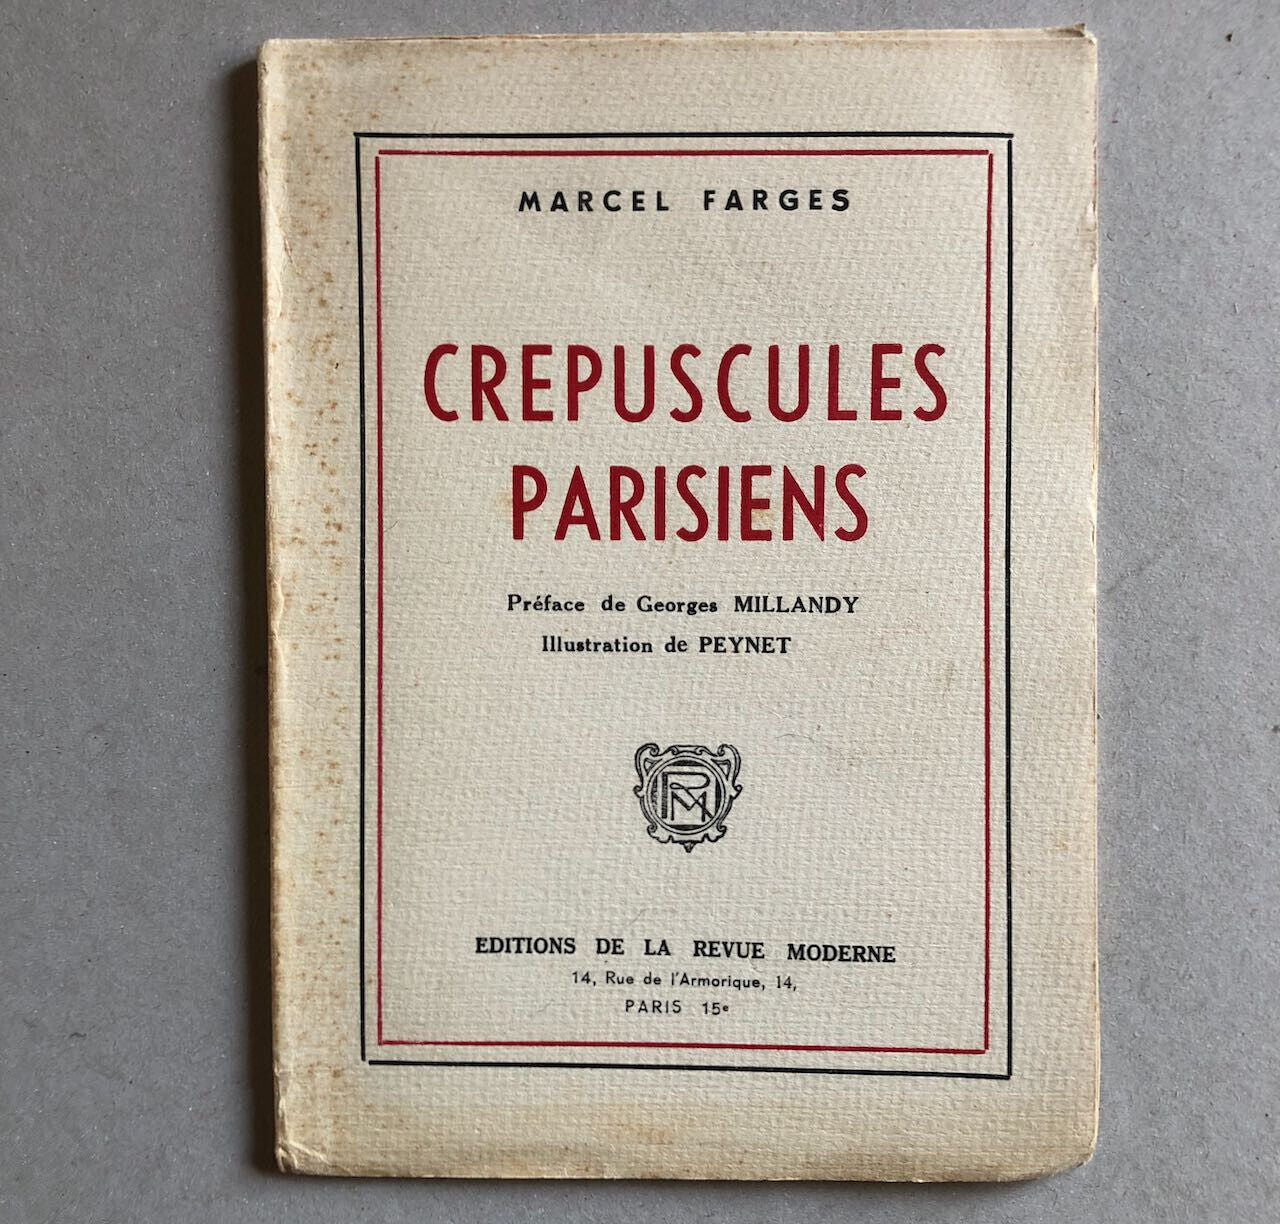 MARCEL FARGES
CREPUSCULES
PARISIENS
Préface de Georges MILLANDY
Illustration de PEYNET
RM
EDITIONS DE LA REVUE MODERNE
14, Rue de l'Armorique, 14,
PARIS 15e